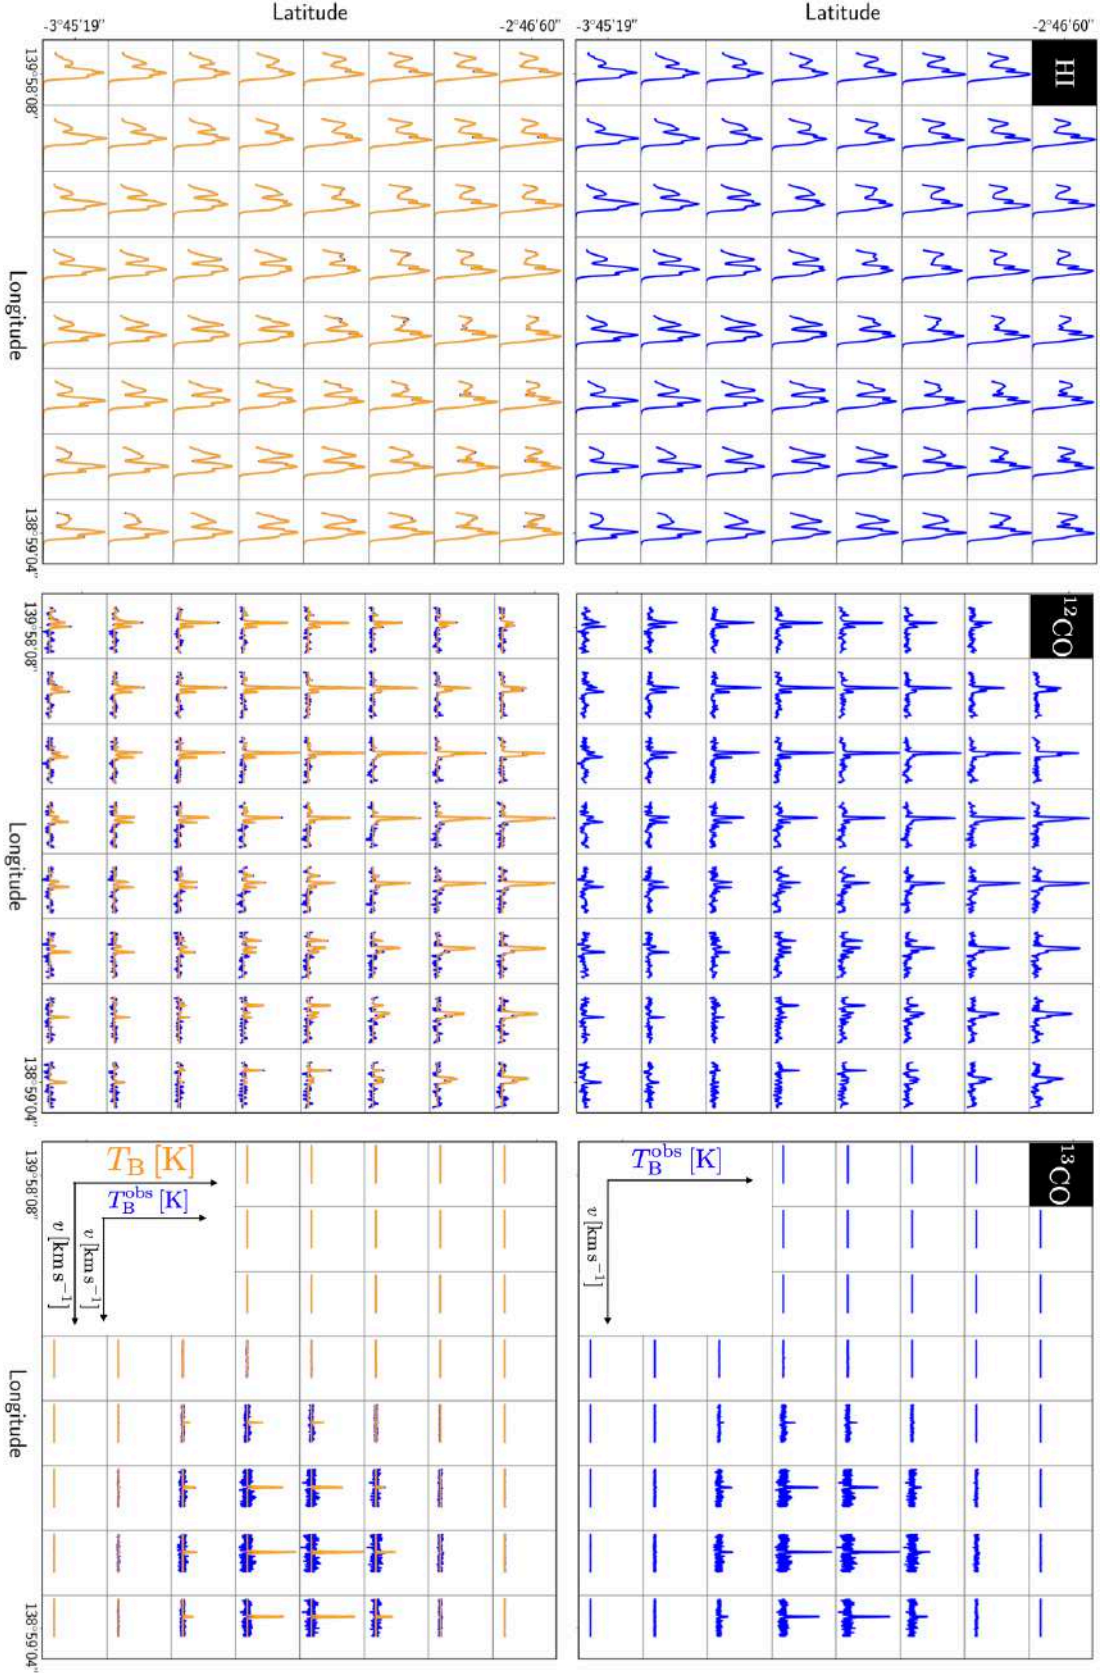 Latitude
Latitude
-3°45'19"
-2°46'60"
-3°45'19"
-2°46'60"
HI
139°58'08"
Longitude
138°59'04"
¹²CO
139°58'08"
Longitude
138°59'04"
¹³CO
T_B [K]
T_B^obs [K]
v [km s⁻¹]
v [km s⁻¹]
T_B^obs [K]
v [km s⁻¹]
139°58'08"
Longitude
138°59'04"